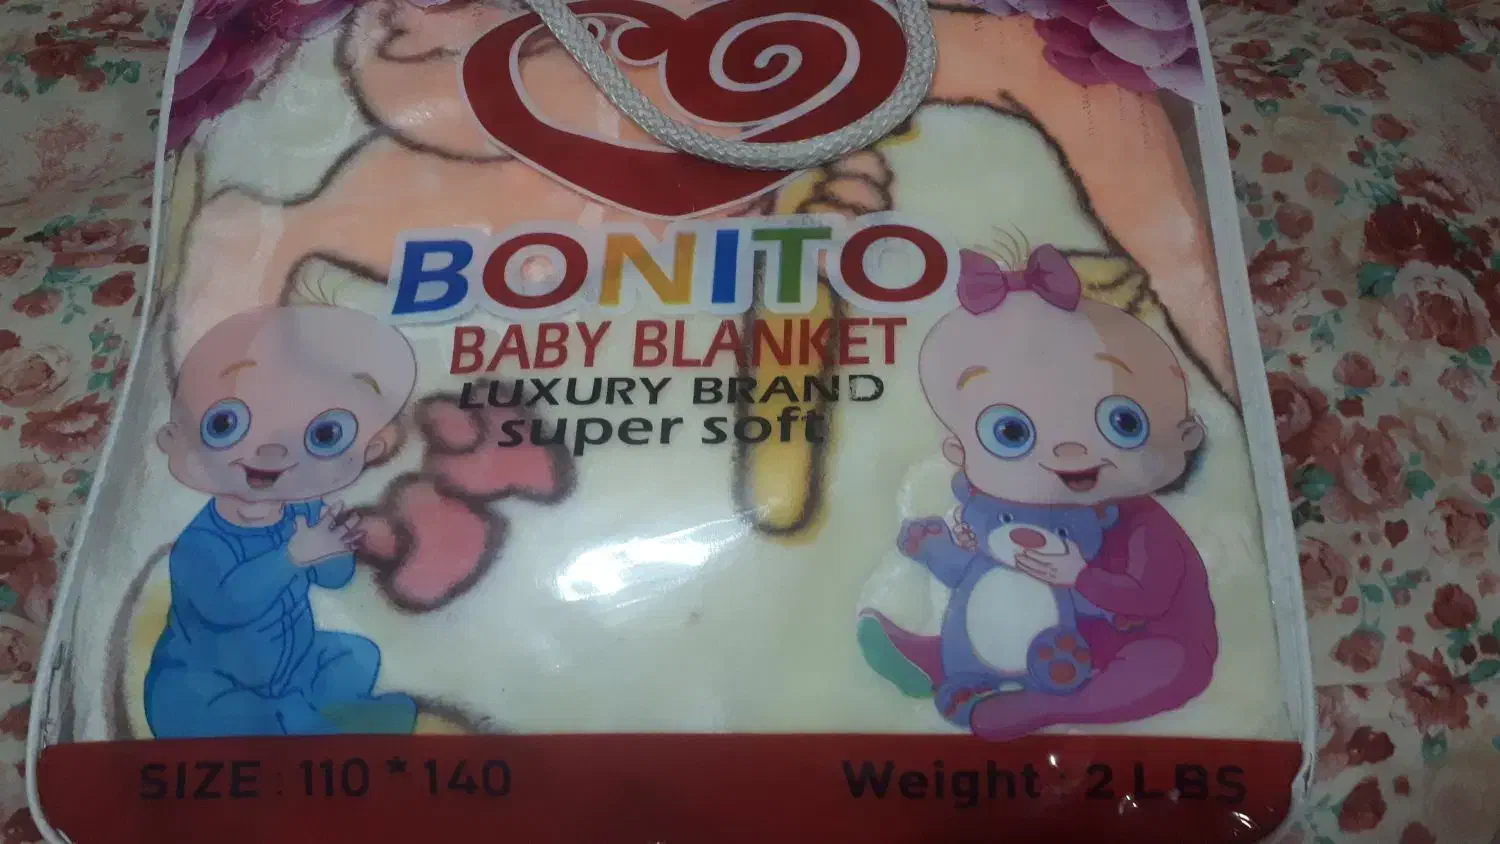 BONITO
BABY BLANKET
LUXURY BRAND
super soft
SIZE : 110 * 140
Weight : 2 LBS